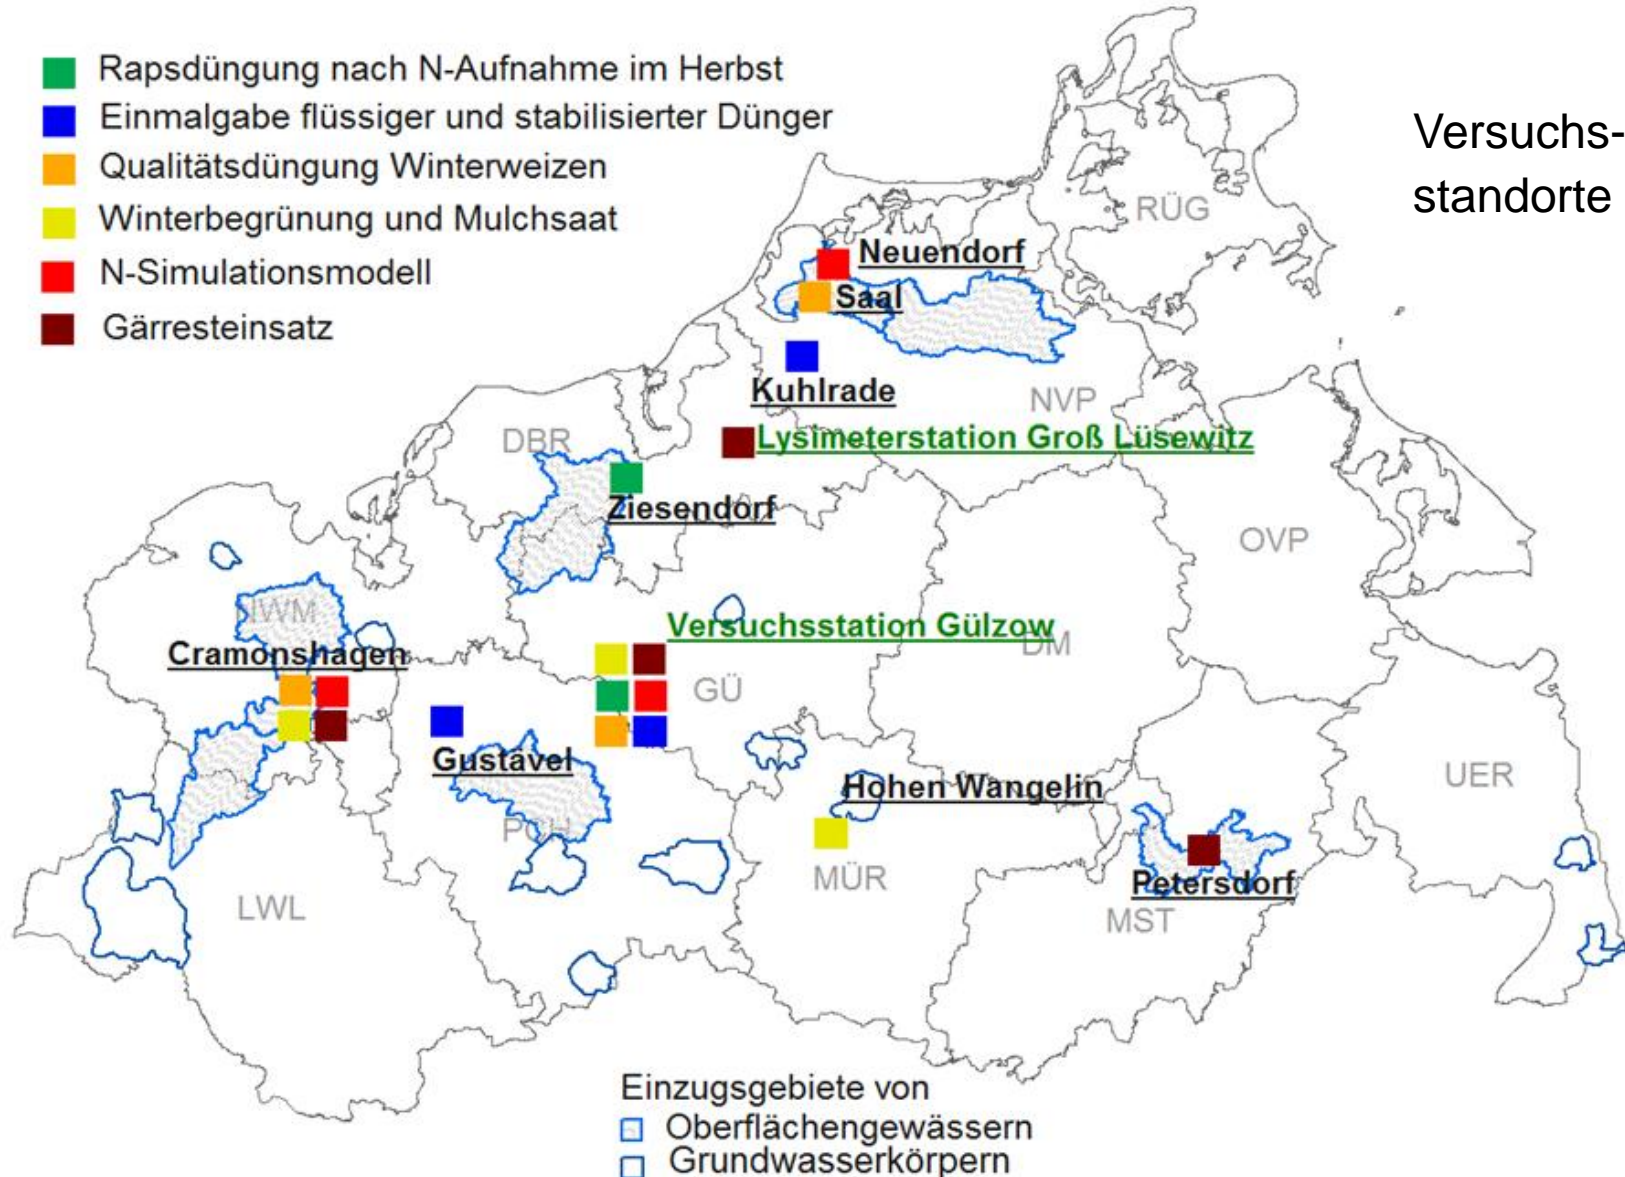 Rapsdüngung nach N-Aufnahme im Herbst
Einmalgabe flüssiger und stabilisierter Dünger
Qualitätsdüngung Winterweizen
Winterbegrünung und Mulchsaat
N-Simulationsmodell
Gärresteinsatz
Versuchs-
standorte
RÜG
Neuendorf
Saal
Kuhlrade
NVP
DBR
Lysimeterstation Groß Lüsewitz
Ziesendorf
OVP
NWM
Versuchsstation Gülzow
DM
Cramonshagen
GÜ
Gustävel
Hohen Wangelin
UER
PCH
MÜR
Petersdorf
LWL
MST
Einzugsgebiete von
Oberflächengewässern
Grundwasserkörpern